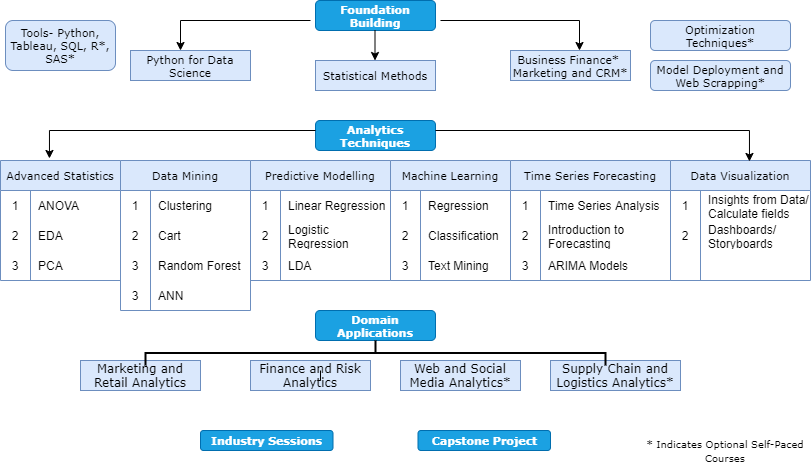 Foundation
Building
Tools- Python,
Tableau, SQL, R*,
SAS*
Python for Data
Science
Statistical Methods
Business Finance*
Marketing and CRM*
Optimization
Techniques*
Model Deployment and
Web Scrapping*
Analytics
Techniques
Advanced Statistics
1 ANOVA
2 EDA
3 PCA
Data Mining
1 Clustering
2 Cart
3 Random Forest
3 ANN
Predictive Modelling
1 Linear Regression
2 Logistic
Regression
3 LDA
Machine Learning
1 Regression
2 Classification
3 Text Mining
Time Series Forecasting
1 Time Series Analysis
2 Introduction to
Forecasting
3 ARIMA Models
Data Visualization
1 Insights from Data/
Calculate fields
2 Dashboards/
Storyboards
Domain
Applications
Marketing and
Retail Analytics
Finance and Risk
Analytics
Web and Social
Media Analytics*
Supply Chain and
Logistics Analytics*
Industry Sessions
Capstone Project
* Indicates Optional Self-Paced
Courses